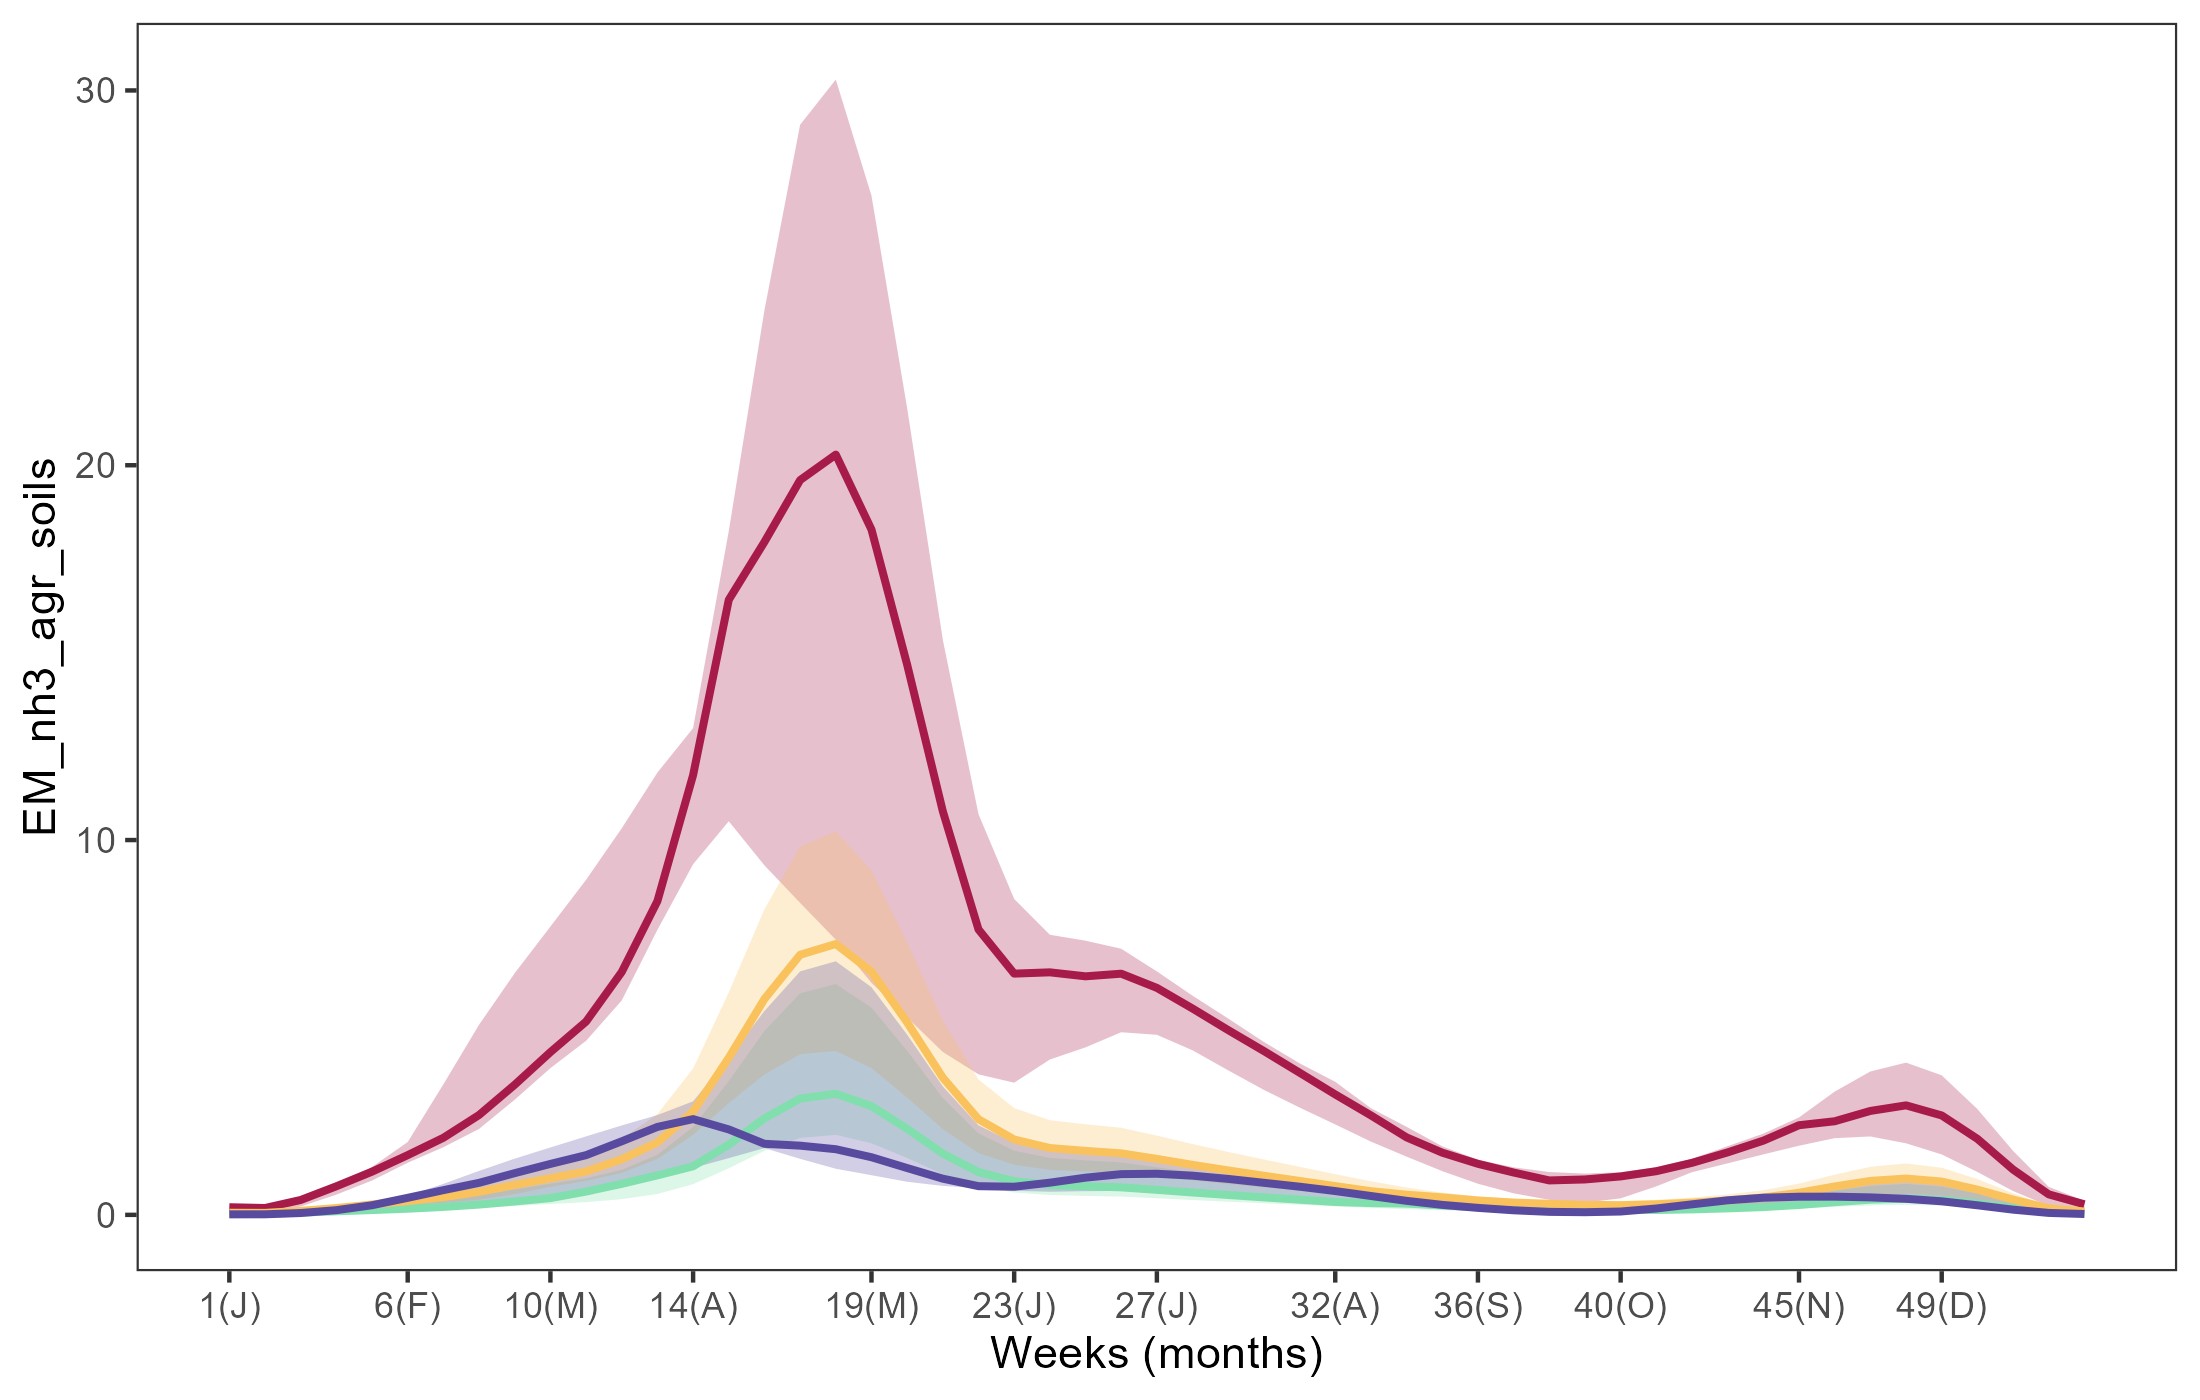 EM_nh3_agr_soils
30
20
10
0
1(J) 6(F) 10(M) 14(A) 19(M) 23(J) 27(J) 32(A) 36(S) 40(O) 45(N) 49(D)
Weeks (months)